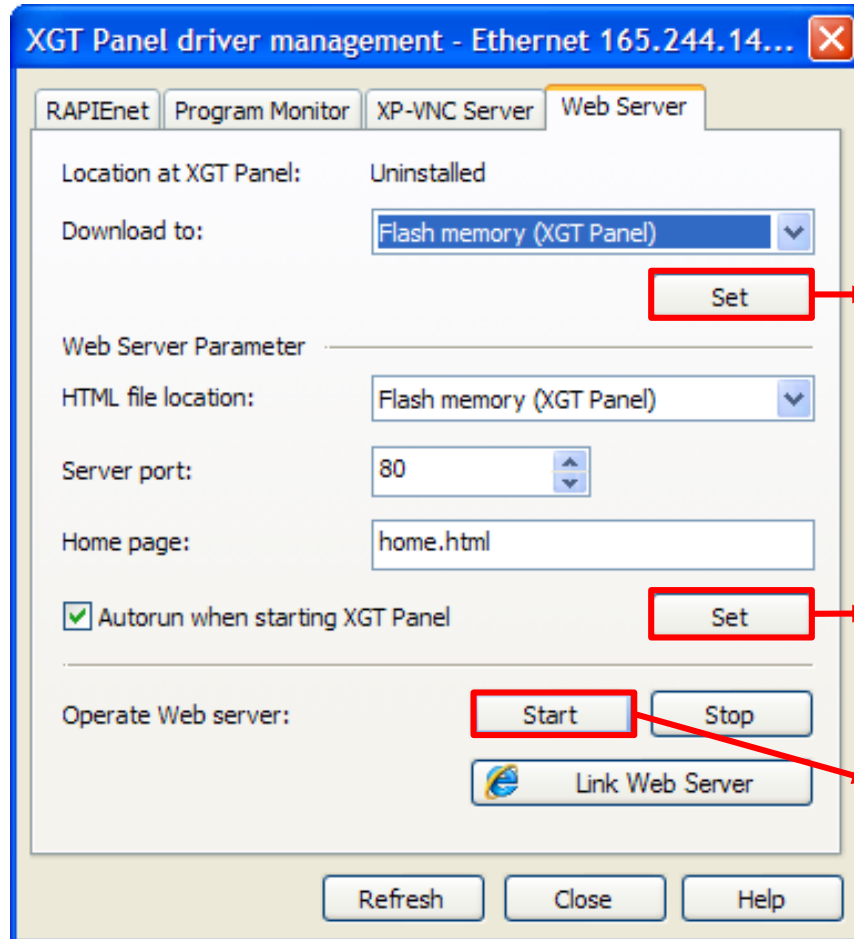 XGT Panel driver management - Ethernet 165.244.14...
RAPIEnet Program Monitor XP-VNC Server Web Server
Location at XGT Panel: Uninstalled
Download to: Flash memory (XGT Panel)
Set
Web Server Parameter
HTML file location: Flash memory (XGT Panel)
Server port: 80
Home page: home.html
Autorun when starting XGT Panel Set
Operate Web server: Start Stop
Link Web Server
Refresh Close Help